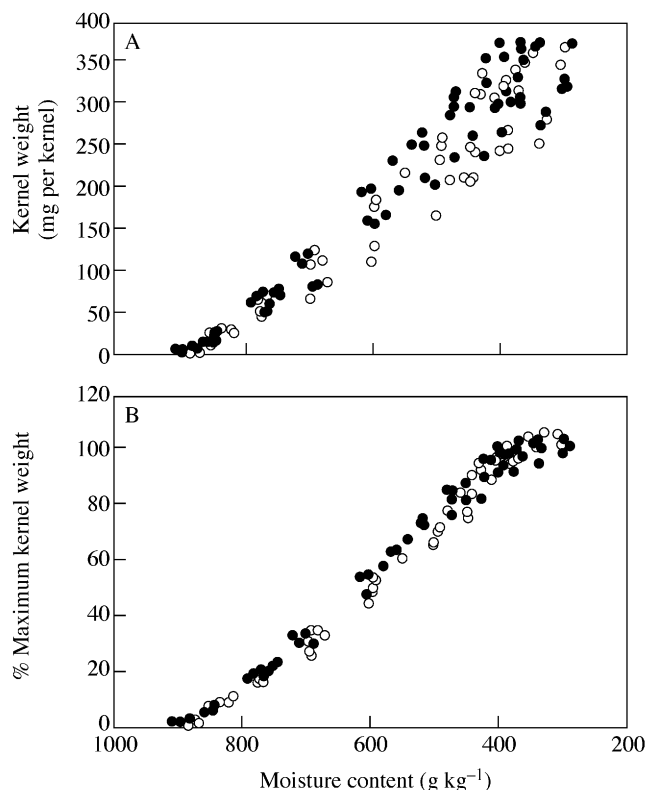 A
400
350
300
250
200
150
100
50
0
Kernel weight
(mg per kernel)
B
120
100
80
60
40
20
0
% Maximum kernel weight
1000 800 600 400 200
Moisture content (g kg⁻¹)